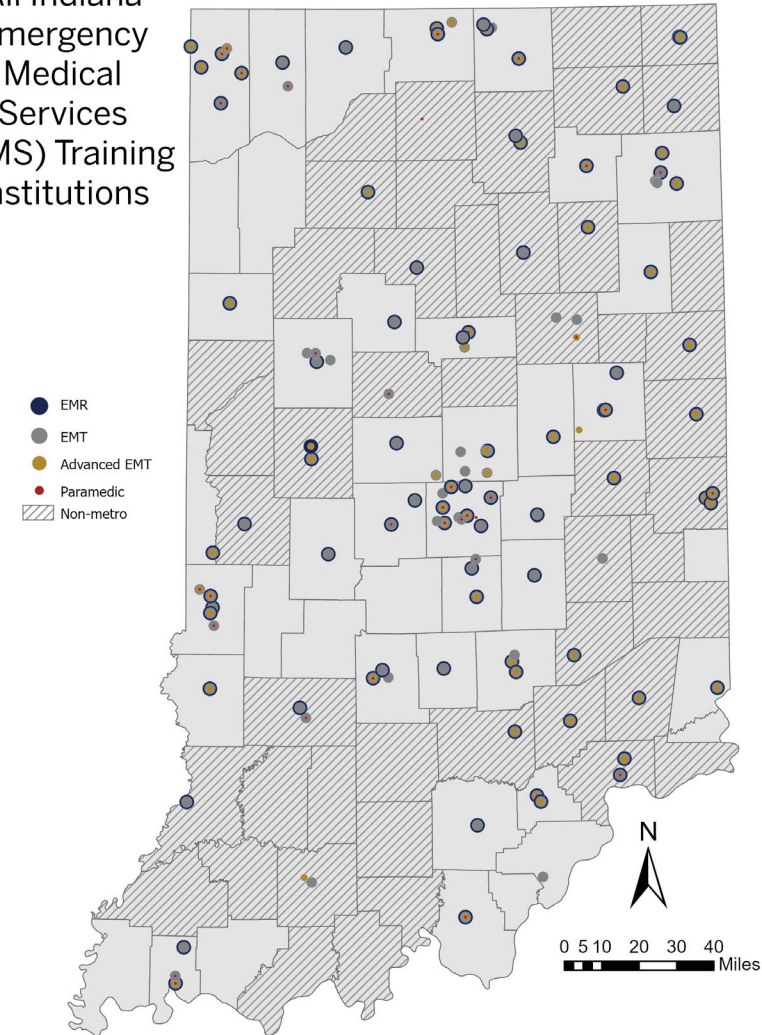 All Indiana
mergency
Medical
Services
MS) Training
nstitutions
EMR
EMT
Advanced EMT
Paramedic
Non-metro
N
0 5 10 20 30 40
Miles